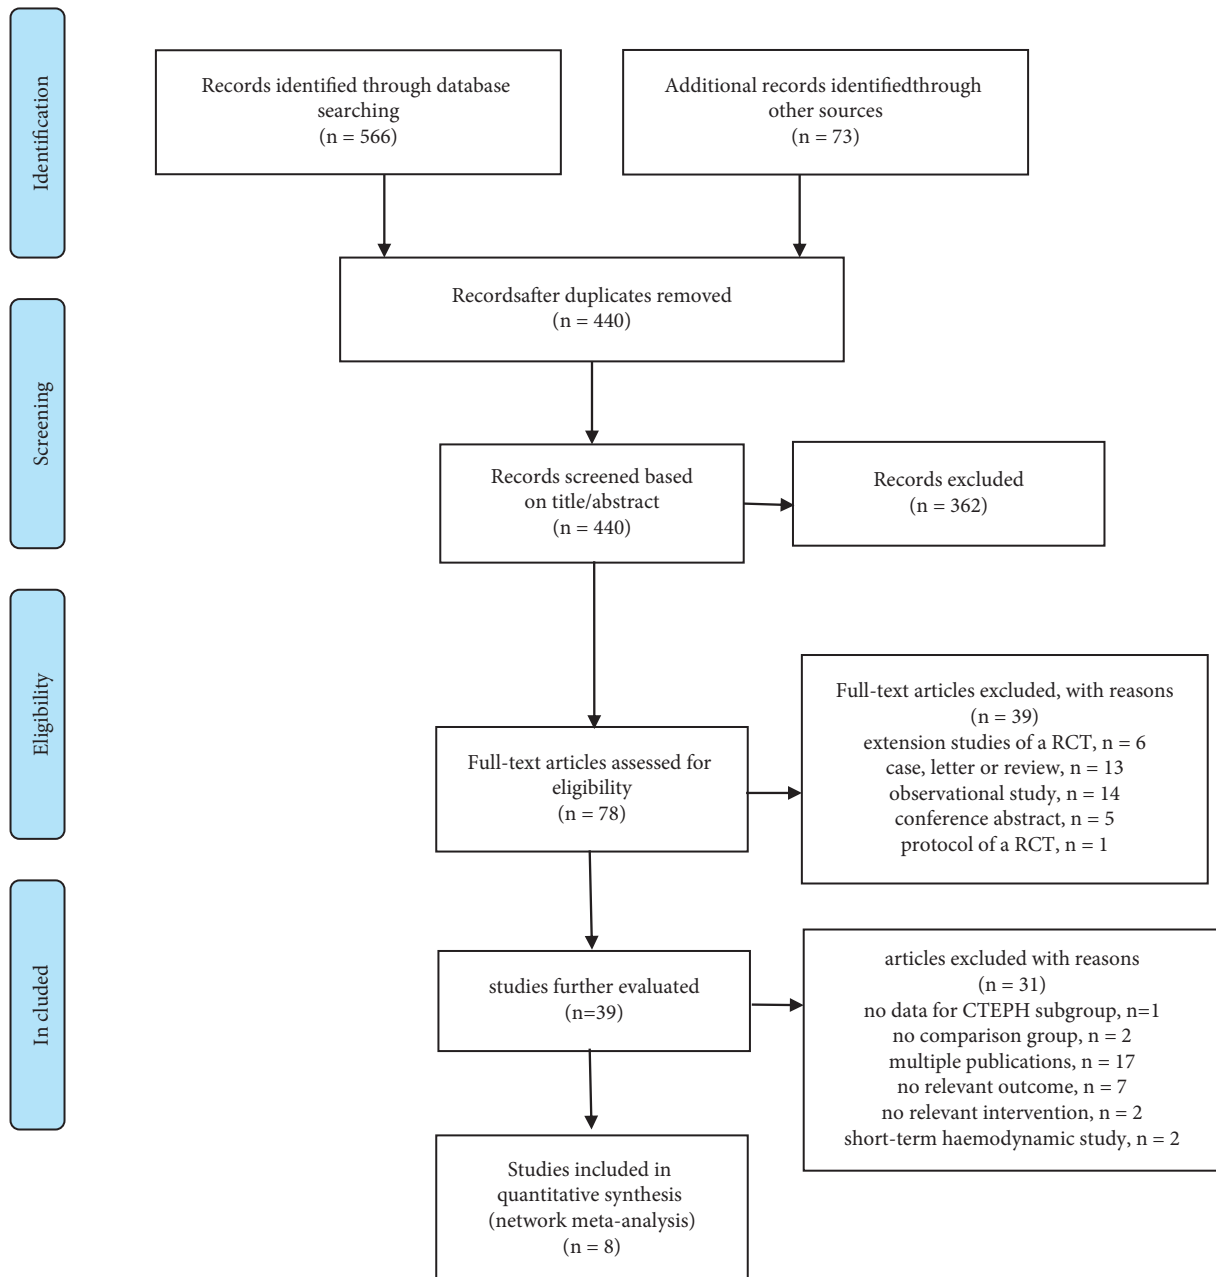 Identification
Records identified through database
searching
(n = 566)
Additional records identifiedthrough
other sources
(n = 73)
Recordsafter duplicates removed
(n = 440)
Screening
Records screened based
on title/abstract
(n = 440)
Records excluded
(n = 362)
Eligibility
Full-text articles assessed for
eligibility
(n = 78)
Full-text articles excluded, with reasons
(n = 39)
extension studies of a RCT, n = 6
case, letter or review, n = 13
observational study, n = 14
conference abstract, n = 5
protocol of a RCT, n = 1
In cluded
studies further evaluated
(n=39)
articles excluded with reasons
(n = 31)
no data for CTEPH subgroup, n=1
no comparison group, n = 2
multiple publications, n = 17
no relevant outcome, n = 7
no relevant intervention, n = 2
short-term haemodynamic study, n = 2
Studies included in
quantitative synthesis
(network meta-analysis)
(n = 8)